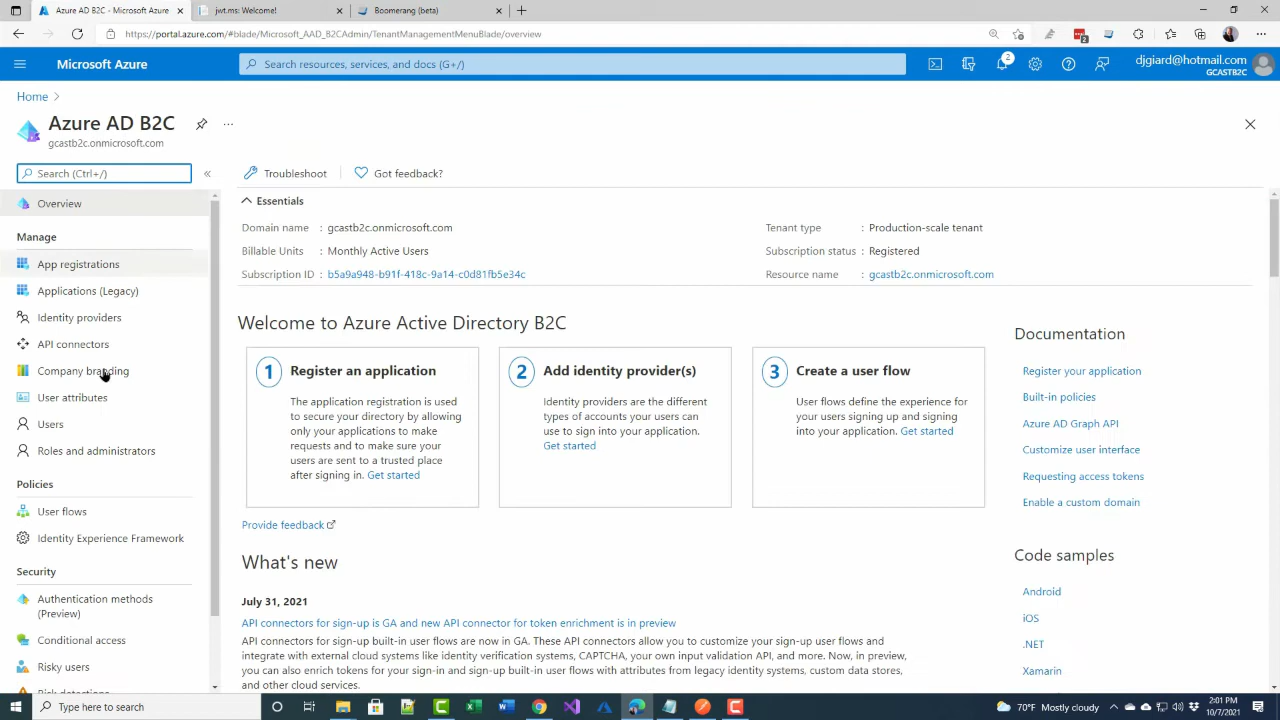 Azure AD B2C - Microsoft Azure
jwt.ms: Welcome!
Boomerang (beta)
https://portal.azure.com/#blade/Microsoft_AAD_B2CAdmin/TenantManagementMenuBlade/overview
2
Microsoft Azure
Search resources, services, and docs (G+/)
2
djgiard@hotmail.com
GCASTB2C
Home
Azure AD B2C
gcastb2c.onmicrosoft.com
Search (Ctrl+/)
Overview
Manage
App registrations
Applications (Legacy)
Identity providers
API connectors
Company branding
User attributes
Users
Roles and administrators
Policies
User flows
Identity Experience Framework
Security
Authentication methods
(Preview)
Conditional access
Risky users
Risk detections
Troubleshoot
Got feedback?
Essentials
Domain name : gcastb2c.onmicrosoft.com
Billable Units : Monthly Active Users
Subscription ID : b5a9a948-b91f-418c-9a14-c0d81fb5e34c
Tenant type : Production-scale tenant
Subscription status : Registered
Resource name : gcastb2c.onmicrosoft.com
Welcome to Azure Active Directory B2C
1 Register an application
The application registration is used
to secure your directory by allowing
only your applications to make
requests and to make sure your
users are sent to a trusted place
after signing in. Get started
2 Add identity provider(s)
Identity providers are the different
types of accounts your users can
use to sign into your application.
Get started
3 Create a user flow
User flows define the experience for
your users signing up and signing
into your application. Get started
Provide feedback
What's new
July 31, 2021
API connectors for sign-up is GA and new API connector for token enrichment is in preview
API connectors for sign-up built-in user flows are now in GA. These API connectors allow you to customize your sign-up user flows and
integrate with external cloud systems like identity verification systems, CAPTCHA, your own input validation API, and more. Now, in preview,
you can also enrich tokens for your sign-in and sign-up built-in user flows with attributes from legacy identity systems, custom data stores,
and other cloud services.
Documentation
Register your application
Built-in policies
Azure AD Graph API
Customize user interface
Requesting access tokens
Enable a custom domain
Code samples
Android
iOS
.NET
Xamarin
Type here to search
70°F Mostly cloudy
2:01 PM
10/7/2021